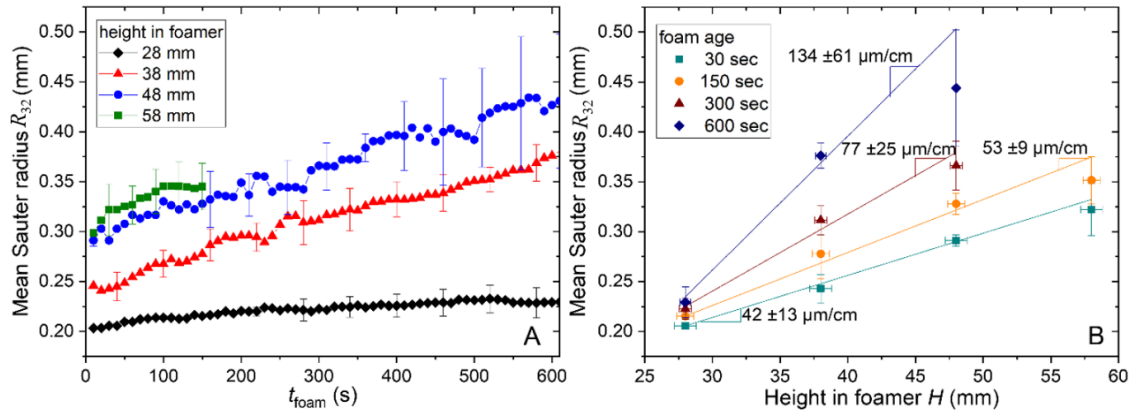 Mean Sauter radius R32 (mm)
0.50
0.45
0.40
0.35
0.30
0.25
0.20
height in foamer
28 mm
38 mm
48 mm
58 mm
A
0 100 200 300 400 500 600
tfoam (s)
Mean Sauter radius R32 (mm)
0.50
0.45
0.40
0.35
0.30
0.25
0.20
foam age
30 sec
150 sec
300 sec
600 sec
134 ±61 µm/cm
77 ±25 µm/cm
53 ±9 µm/cm
42 ±13 µm/cm
B
25 30 35 40 45 50 55 60
Height in foamer H (mm)